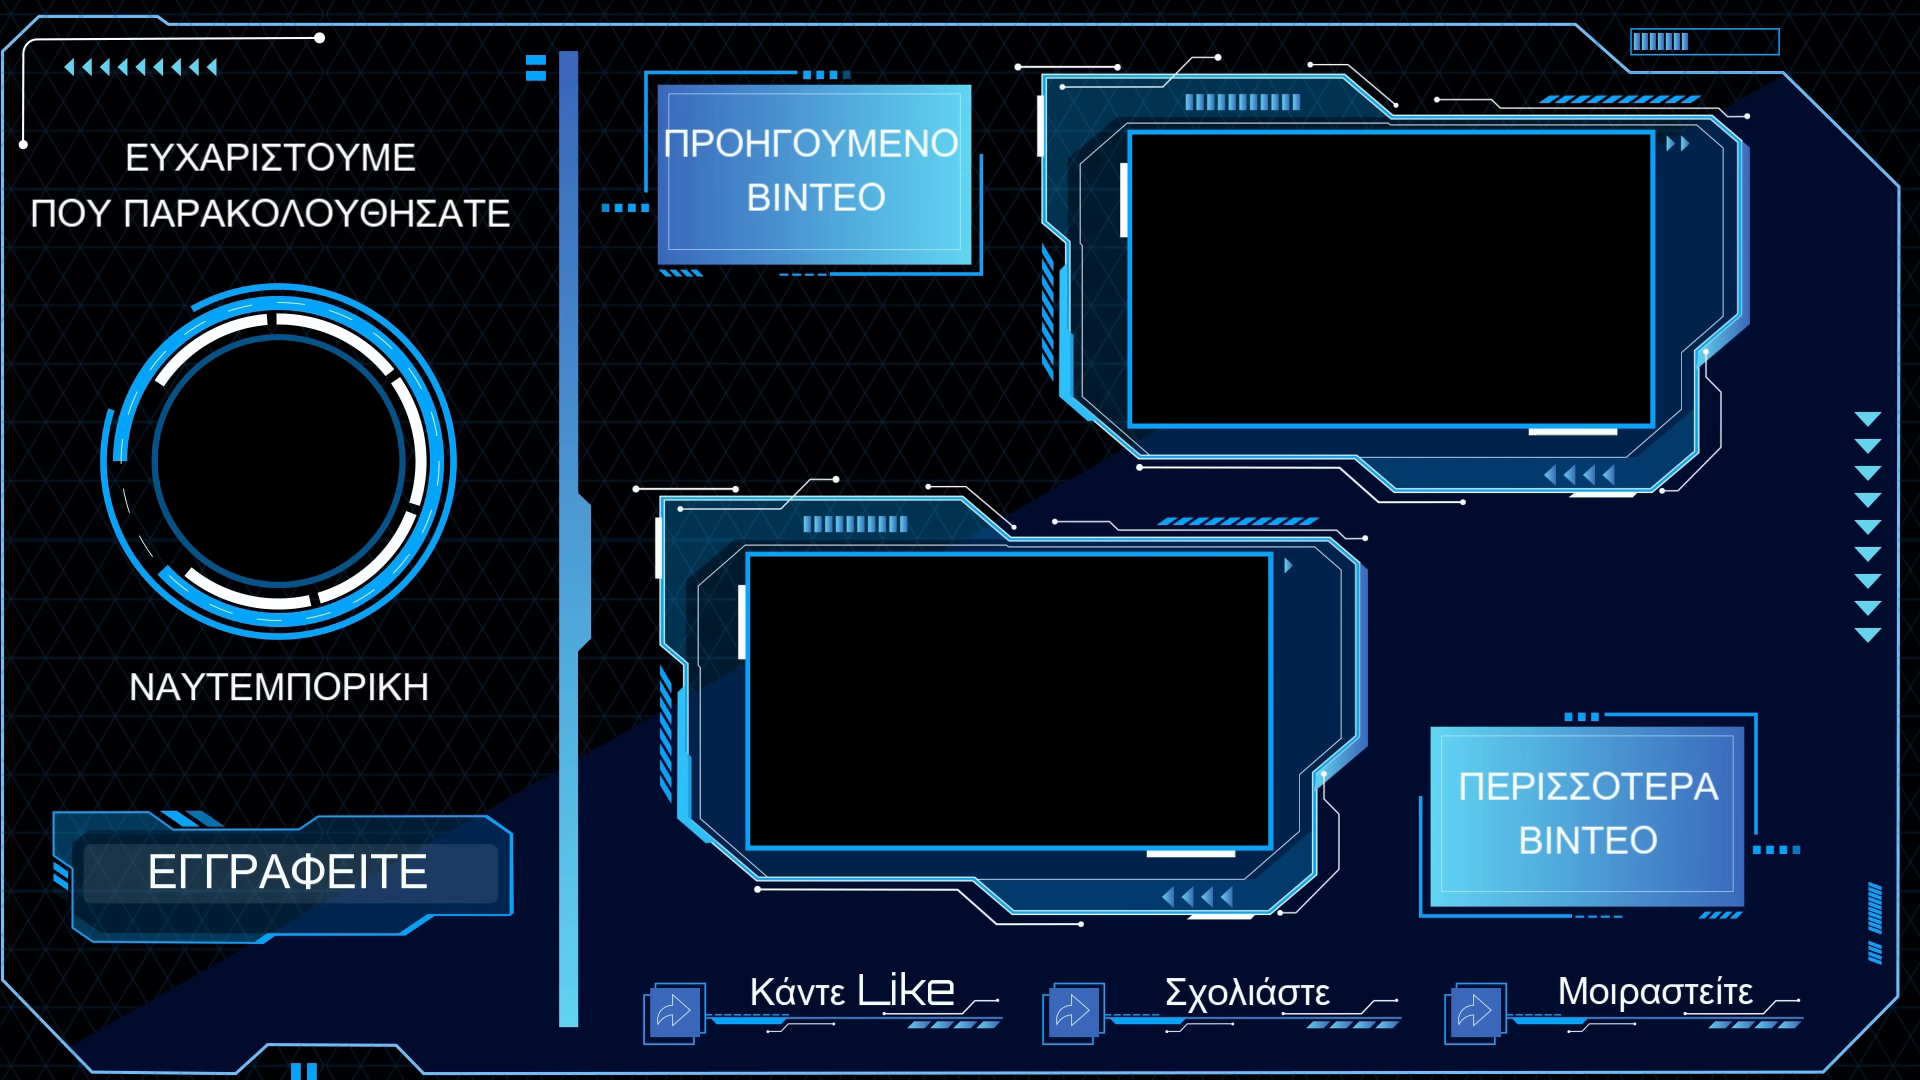 ΕΥΧΑΡΙΣΤΟΥΜΕ
ΠΟΥ ΠΑΡΑΚΟΛΟΥΘΗΣΑΤΕ
ΝΑΥΤΕΜΠΟΡΙΚΗ
ΕΓΓΡΑΦΕΙΤΕ
ΠΡΟΗΓΟΥΜΕΝΟ
ΒΙΝΤΕΟ
ΠΕΡΙΣΣΟΤΕΡΑ
ΒΙΝΤΕΟ
Κάντε Like
Σχολιάστε
Μοιραστείτε